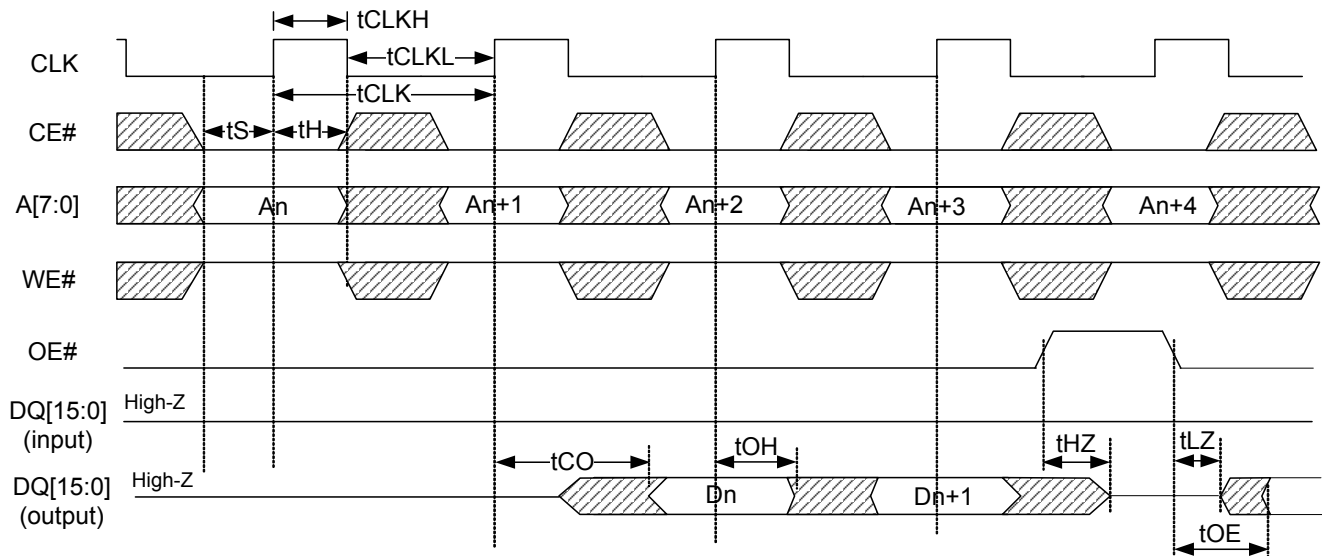 tCLKH
CLK
tCLKL
tCLK
CE#
tS
tH
A[7:0]
An
An+1
An+2
An+3
An+4
WE#
OE#
DQ[15:0]
(input)
High-Z
tHZ
tLZ
tCO
tOH
DQ[15:0]
(output)
High-Z
Dn
Dn+1
tOE